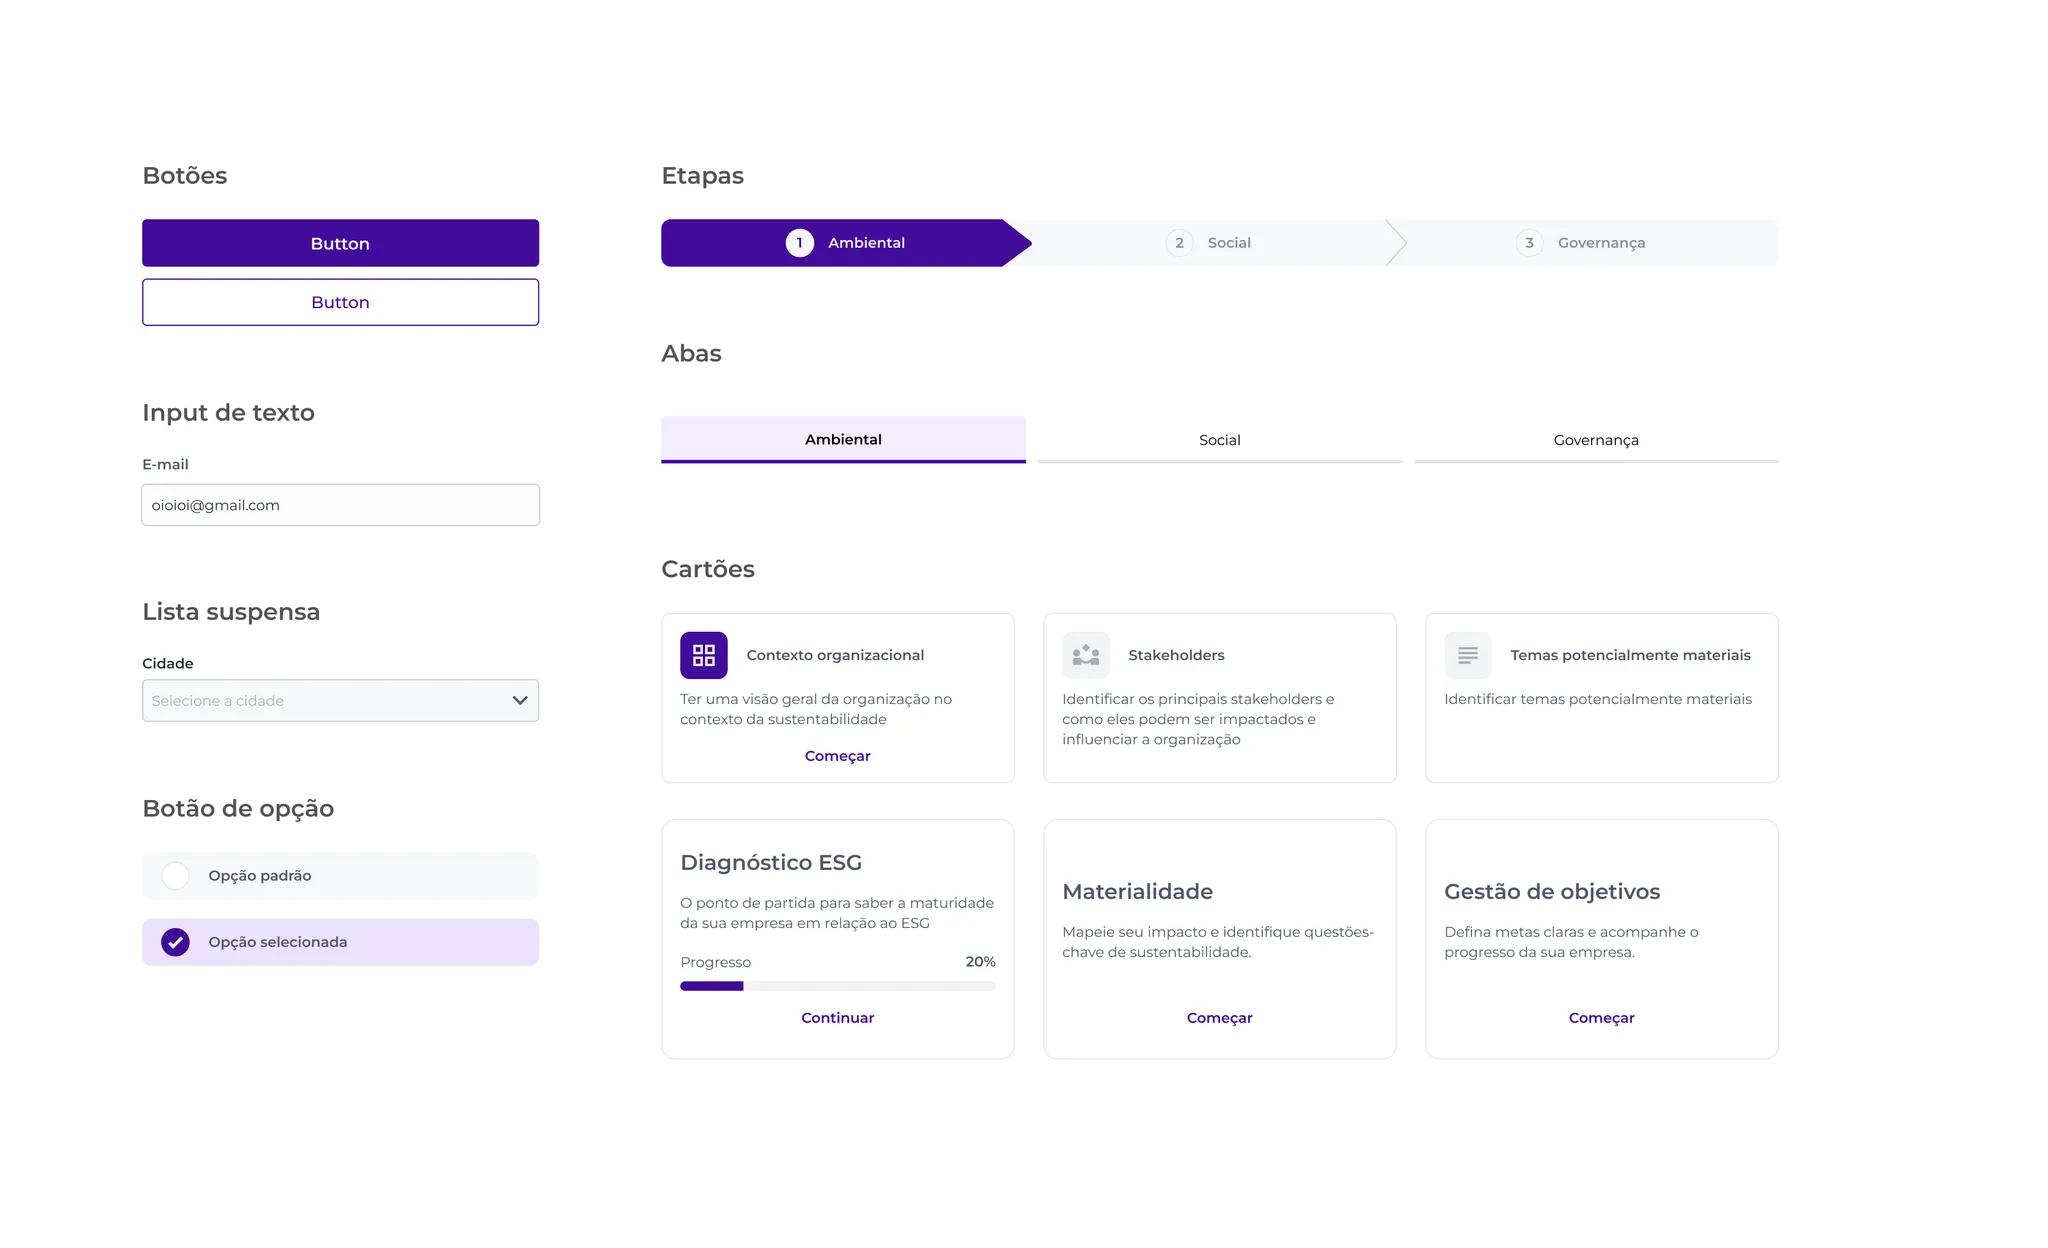 Botões
Button
Button
Input de texto
E-mail
oioioi@gmail.com
Lista suspensa
Cidade
Selecione a cidade
Botão de opção
Opção padrão
Opção selecionada
Etapas
1 Ambiental
2 Social
3 Governança
Abas
Ambiental
Social
Governança
Cartões
Contexto organizacional
Ter uma visão geral da organização no
contexto da sustentabilidade
Começar
Stakeholders
Identificar os principais stakeholders e
como eles podem ser impactados e
influenciar a organização
Temas potencialmente materiais
Identificar temas potencialmente materiais
Diagnóstico ESG
O ponto de partida para saber a maturidade
da sua empresa em relação ao ESG
Progresso 20%
Continuar
Materialidade
Mapeie seu impacto e identifique questões-
chave de sustentabilidade.
Começar
Gestão de objetivos
Defina metas claras e acompanhe o
progresso da sua empresa.
Começar